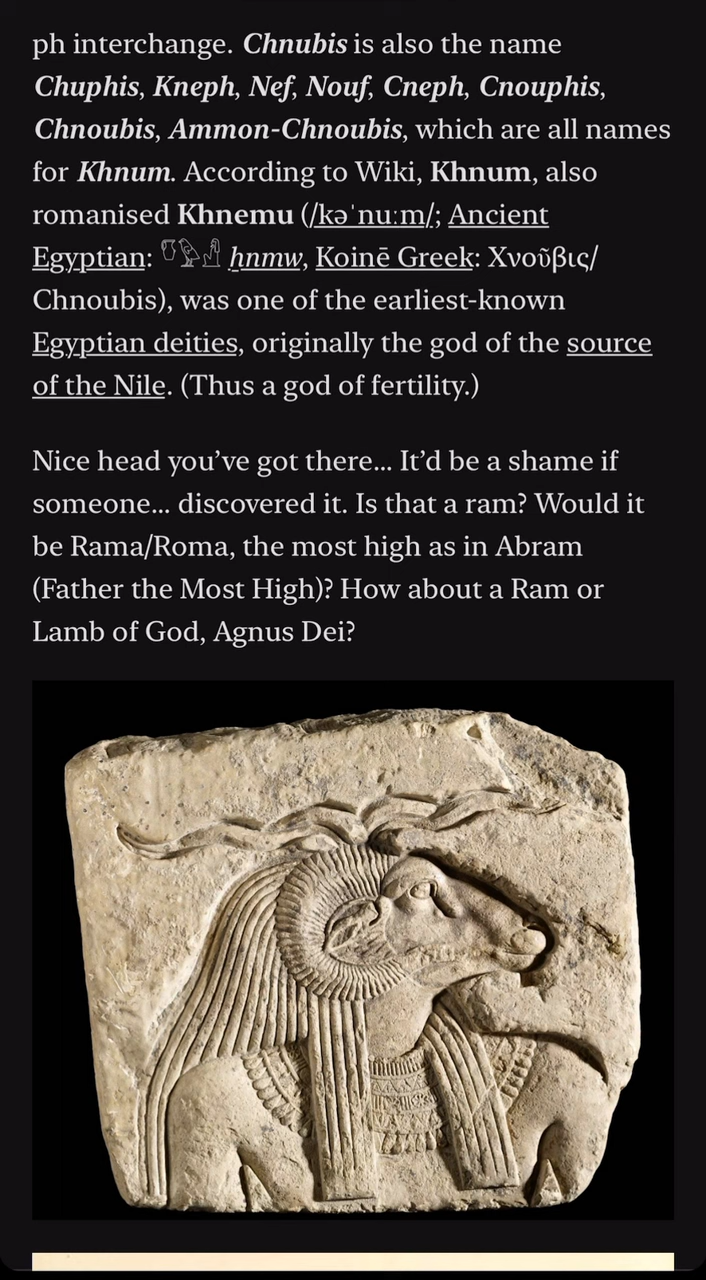 ph interchange. Chnubis is also the name
Chuphis, Kneph, Nef, Nouf, Cneph, Cnouphis,
Chnoubis, Ammon-Chnoubis, which are all names
for Khnum. According to Wiki, Khnum, also
romanised Khnemu (/kəˈnuːm/; Ancient
Egyptian: 𓎸𓅱𓁠 ẖnmw, Koinē Greek: Χνοῦβις/
Chnoubis), was one of the earliest-known
Egyptian deities, originally the god of the source
of the Nile. (Thus a god of fertility.)
Nice head you’ve got there... It’d be a shame if
someone... discovered it. Is that a ram? Would it
be Rama/Roma, the most high as in Abram
(Father the Most High)? How about a Ram or
Lamb of God, Agnus Dei?